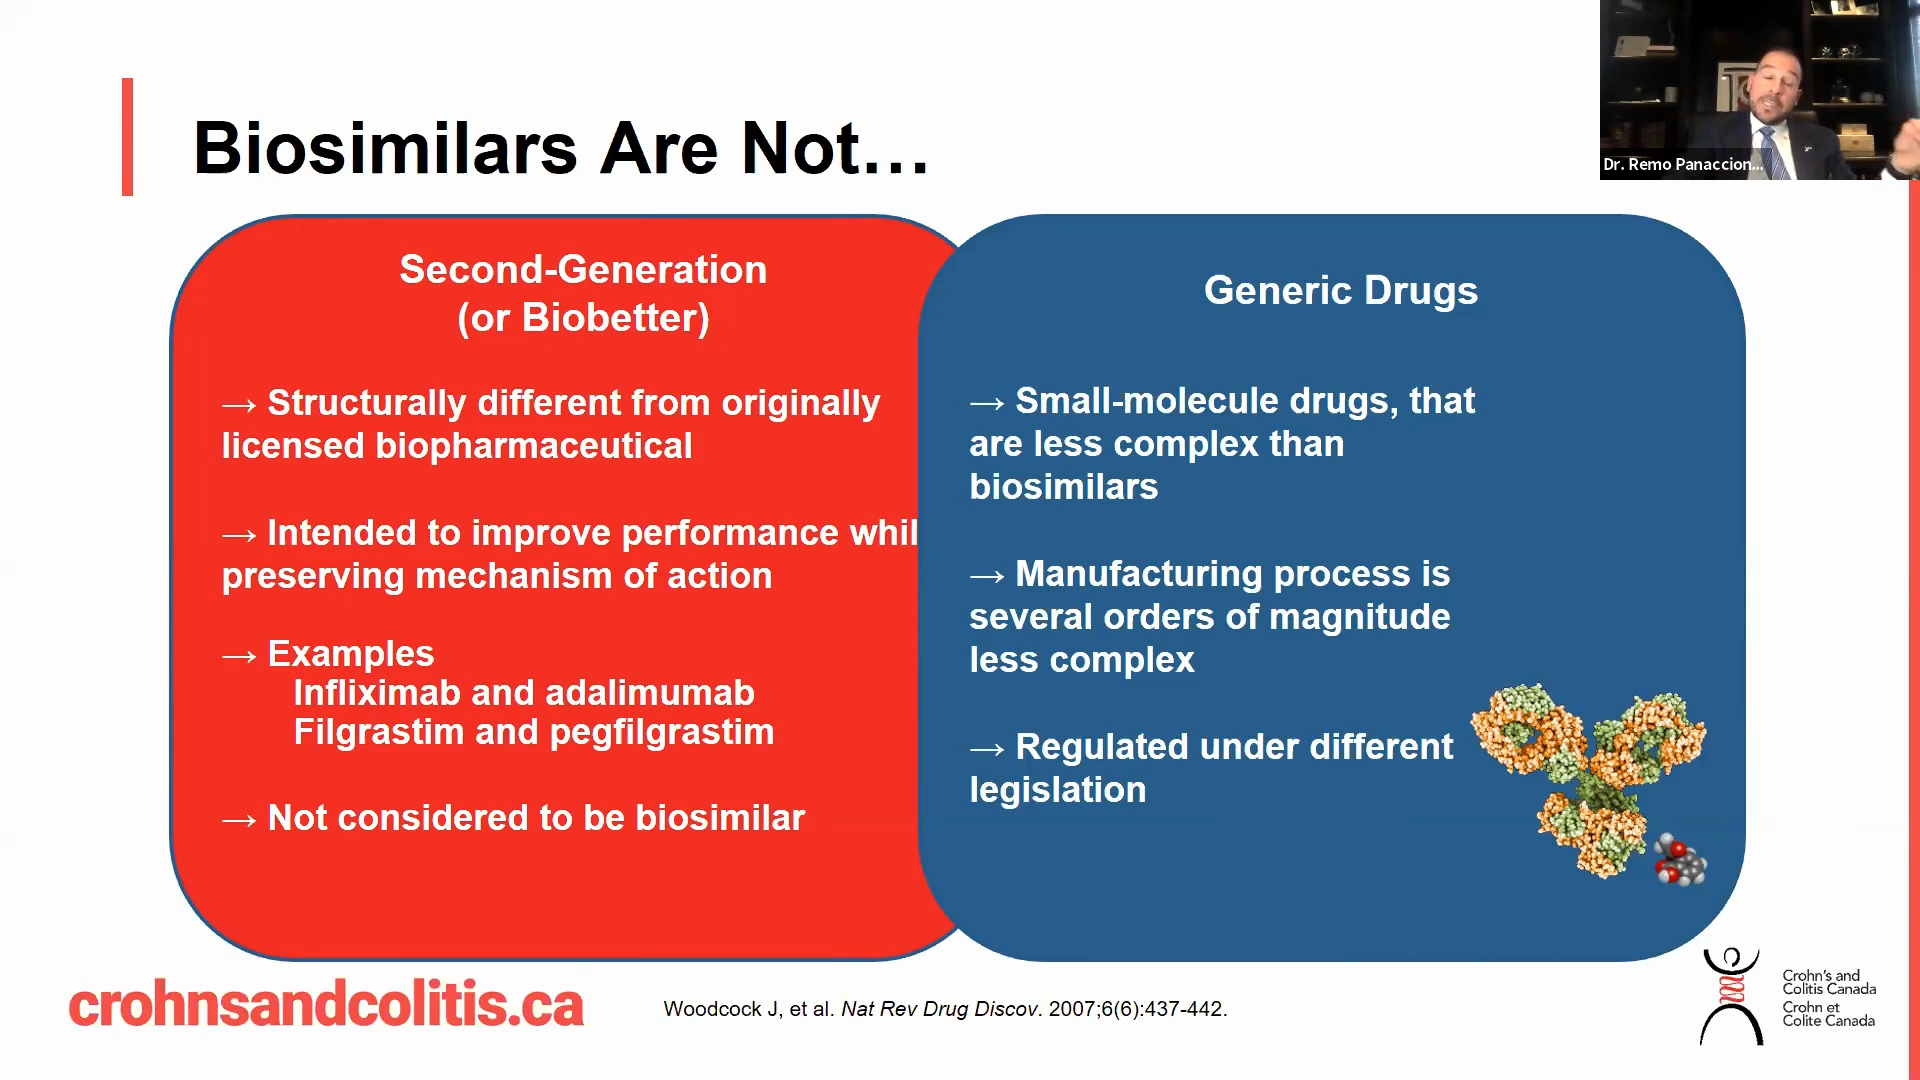 Biosimilars Are Not…
Dr. Remo Panaccion...
Second-Generation
(or Biobetter)
→ Structurally different from originally
licensed biopharmaceutical
→ Intended to improve performance whil
preserving mechanism of action
→ Examples
Infliximab and adalimumab
Filgrastim and pegfilgrastim
→ Not considered to be biosimilar
Generic Drugs
→ Small-molecule drugs, that
are less complex than
biosimilars
→ Manufacturing process is
several orders of magnitude
less complex
→ Regulated under different
legislation
crohnsandcolitis.ca
Woodcock J, et al. Nat Rev Drug Discov. 2007;6(6):437-442.
Crohn's and
Colitis Canada
Crohn et
Colite Canada